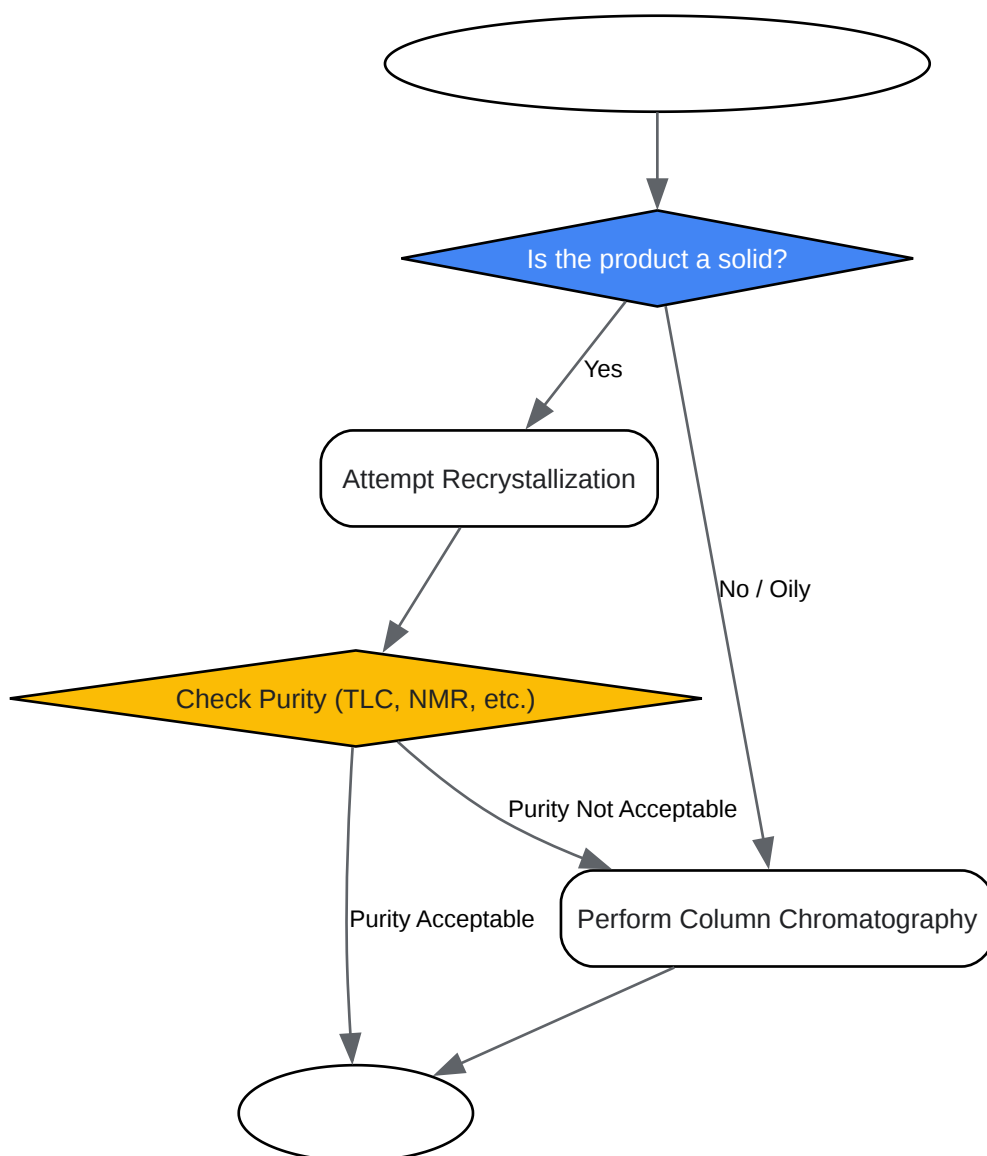 Is the product a solid?
Yes
Attempt Recrystallization
No / Oily
Check Purity (TLC, NMR, etc.)
Purity Not Acceptable
Purity Acceptable
Perform Column Chromatography